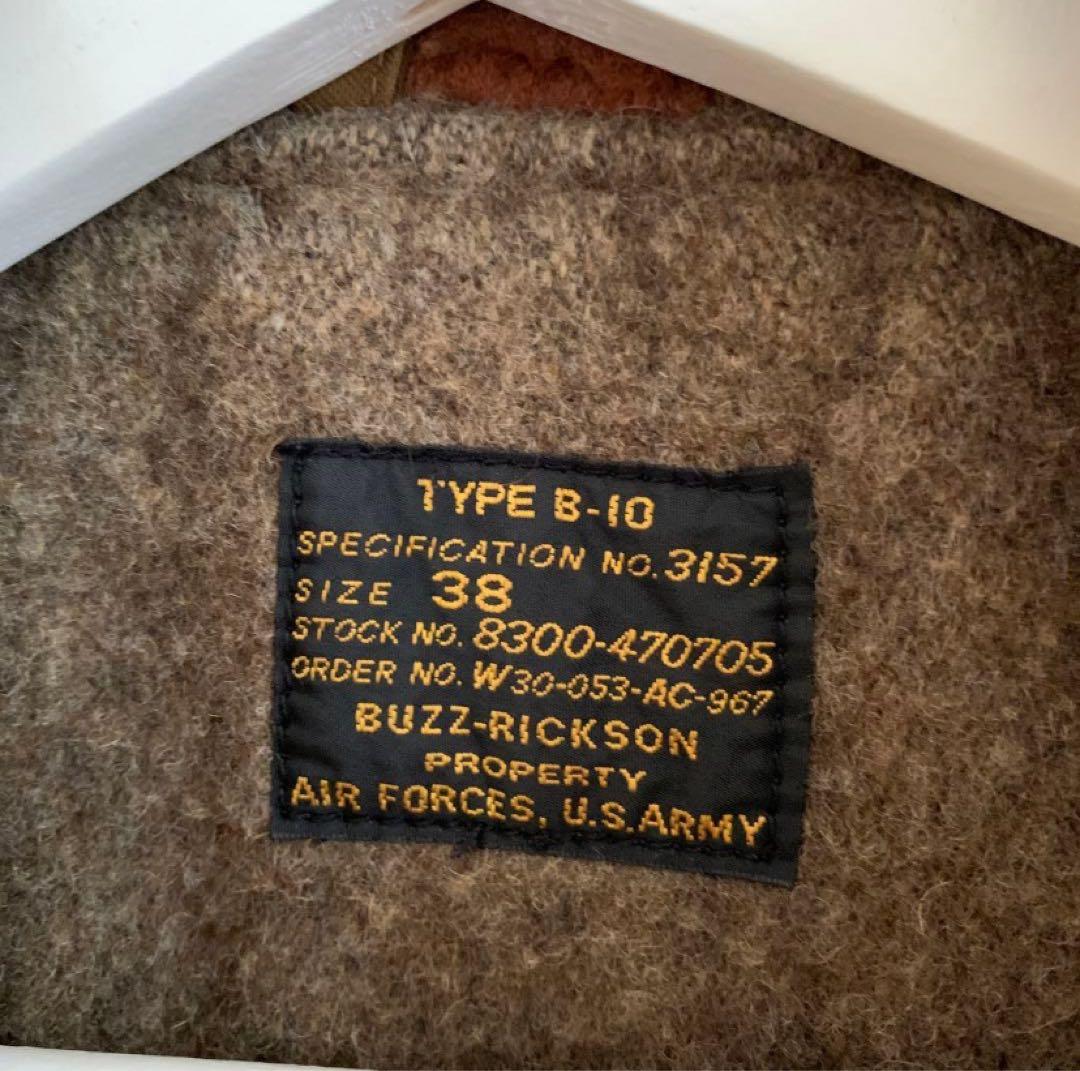 TYPE B-10
SPECIFICATION NO. 3157
SIZE 38
STOCK NO. 8300-470705
ORDER NO. W30-053-AC-967
BUZZ-RICKSON
PROPERTY
AIR FORCES, U.S.ARMY